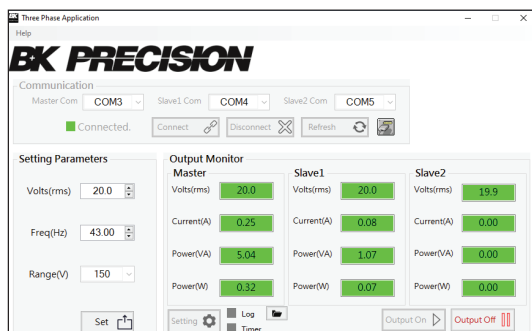 BK Three Phase Application
Help
BK PRECISION
Communication
Master Com COM3 Slave1 Com COM4 Slave2 Com COM5
Connected. Connect Disconnect Refresh
Setting Parameters
Volts(rms) 20.0
Freq(Hz) 43.00
Range(V) 150
Set
Output Monitor
Master Slave1 Slave2
Volts(rms) 20.0 Volts(rms) 20.0 Volts(rms) 19.9
Current(A) 0.25 Current(A) 0.08 Current(A) 0.00
Power(VA) 5.04 Power(VA) 1.07 Power(VA) 0.00
Power(W) 0.32 Power(W) 0.07 Power(W) 0.00
Setting Log Output On Output Off
Timer